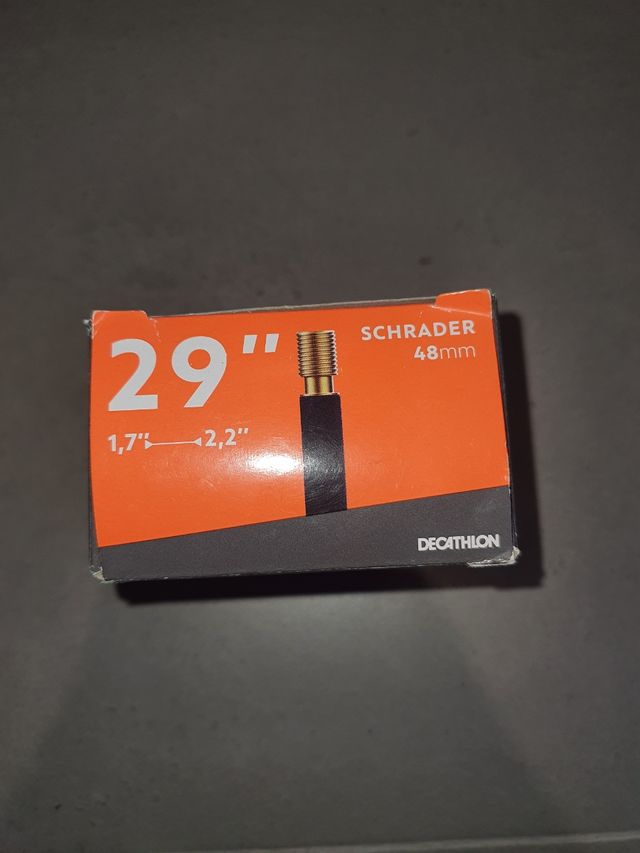 29"
SCHRADER
48mm
1,7" 2,2"
DECATHLON